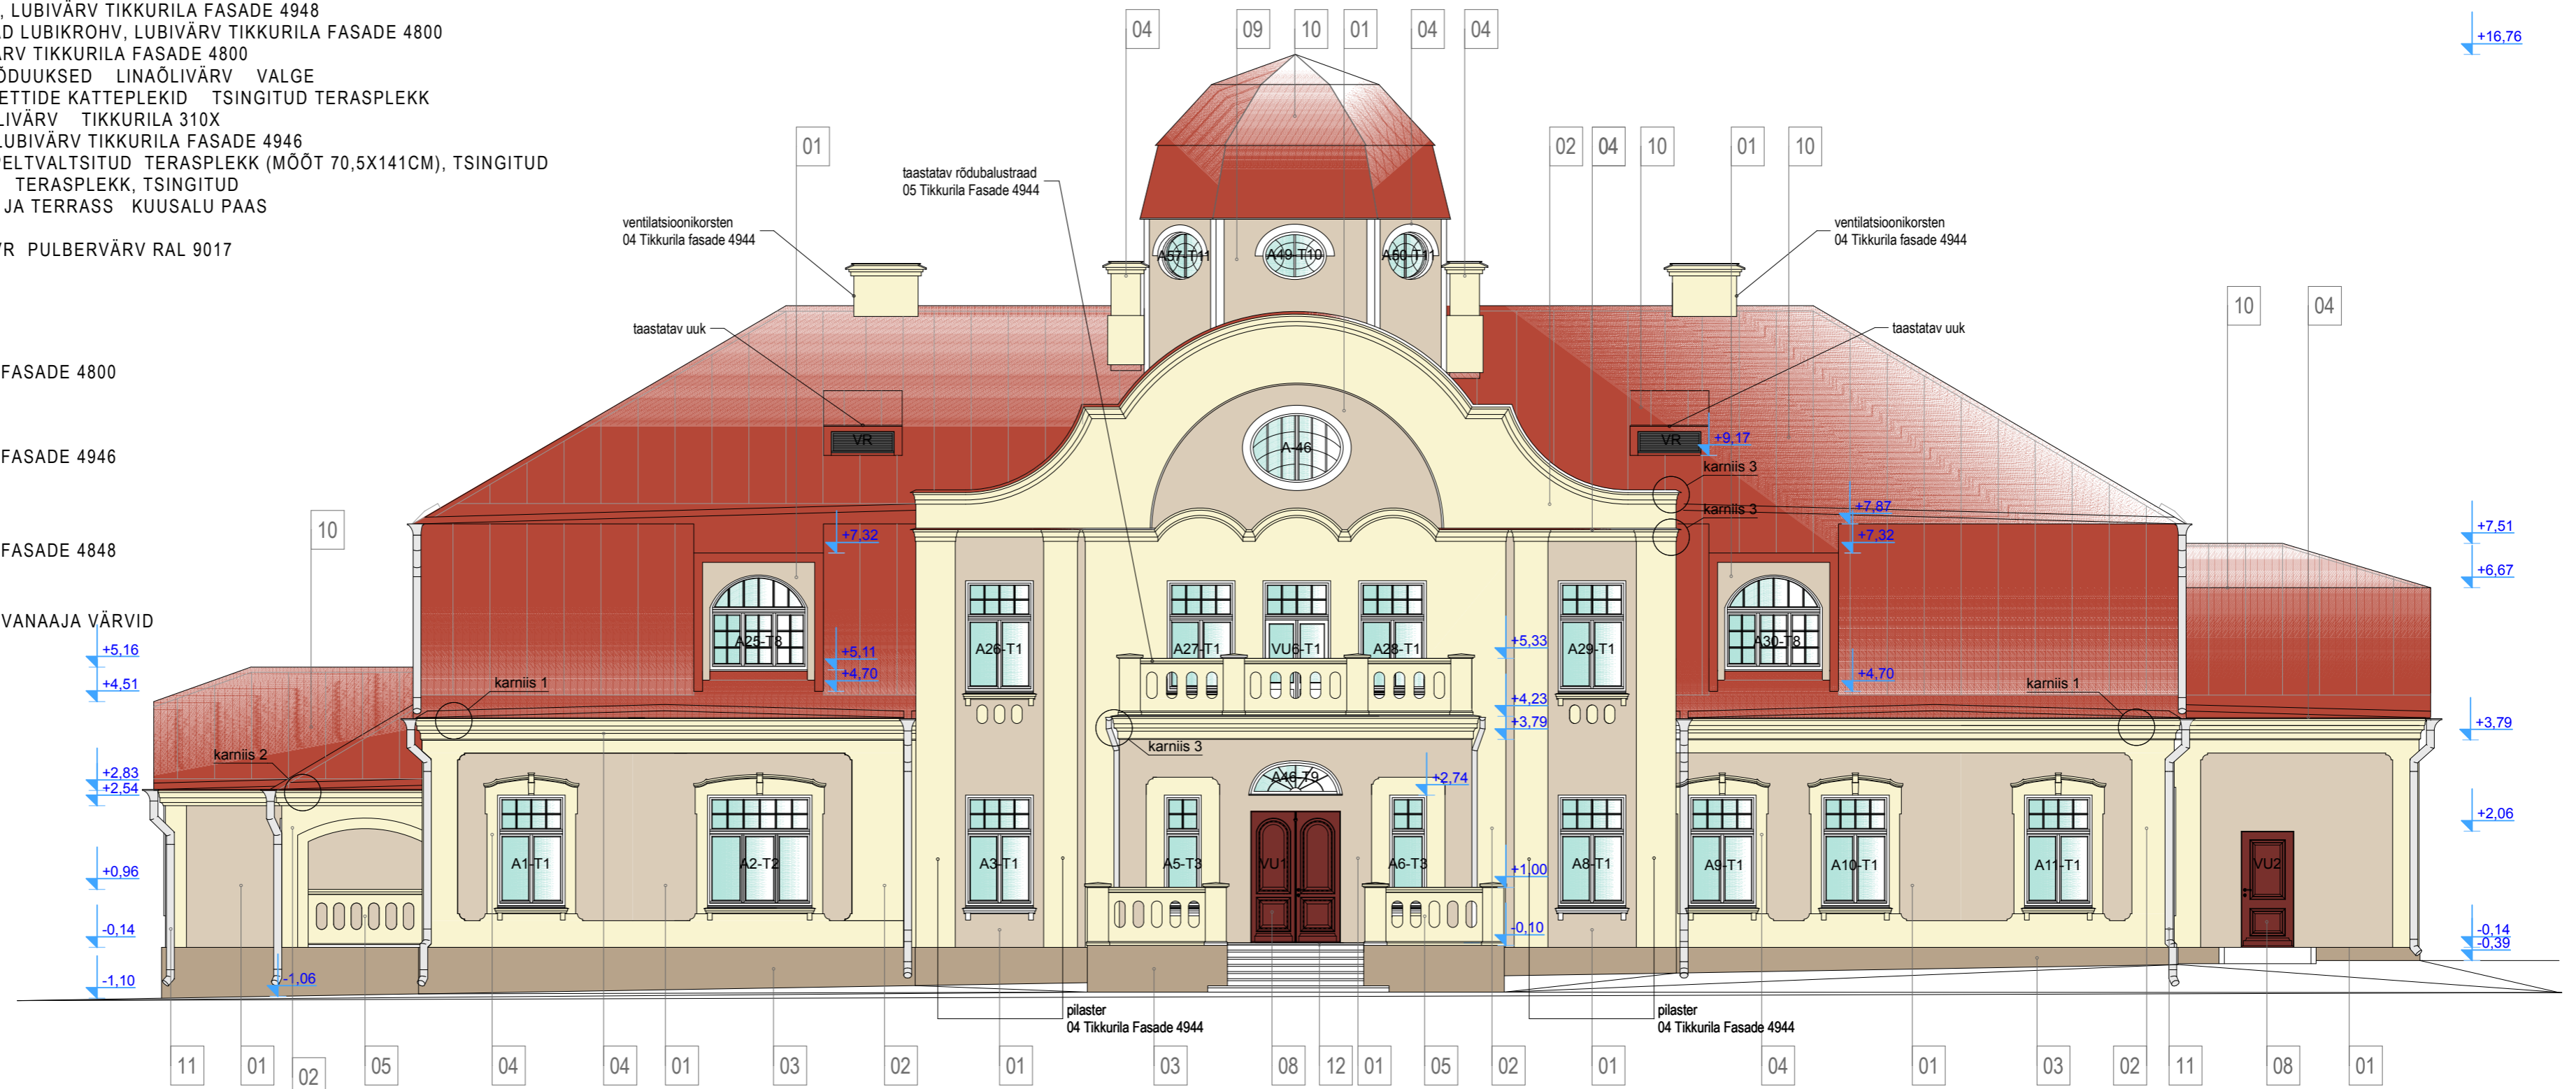 , LUBIVÄRV TIKKURILA FASADE 4948
AD LUBIKROHV, LUBIVÄRV TIKKURILA FASADE 4800
ÄRV TIKKURILA FASADE 4800
ÕDUUKSED LINAÕLIVÄRV VALGE
ETTIDE KATTEPLEKID TSINGITUD TERASPLEKK
LIVÄRV TIKKURILA 310X
LUBIVÄRV TIKKURILA FASADE 4946
PELTVALTSITUD TERASPLEKK (MÕÕT 70,5X141CM), TSINGITUD
TERASPLEKK, TSINGITUD
JA TERRASS KUUSALU PAAS
VR PULBERVÄRV RAL 9017
FASADE 4800
FASADE 4946
FASADE 4848
VANAAJA VÄRVID
04 09 10 01 04 04
+16,76
01 02 04 10 01 10
taastatav rõdubalustraad
05 Tikkurila Fasade 4944
ventilatsioonikorsten
04 Tikkurila fasade 4944
ventilatsioonikorsten
04 Tikkurila fasade 4944
A57-T11 A49-T10 A50-T11
10 04
taastatav uuk
taastatav uuk
VR
VR
+9,17
A-46
karniis 3
karniis 3
10
+7,32
+7,87
+7,32
+7,51
+6,67
A25-T8
A26-T1
A27-T1
VU6-T1
A28-T1
A29-T1
A30-T8
+5,16
+4,51
+5,11
+4,70
+5,33
+4,23
+3,79
+4,70
+3,79
karniis 1
karniis 1
karniis 2
karniis 3
+2,83
+2,54
A46-T9
+2,74
+2,06
A1-T1
A2-T2
A3-T1
A5-T3
VU1
A6-T3
A8-T1
A9-T1
A10-T1
A11-T1
VU2
+0,96
+1,00
-0,14
-0,10
-0,14
-0,39
-1,10
-1,06
pilaster
04 Tikkurila Fasade 4944
pilaster
04 Tikkurila Fasade 4944
11 01 02 05 04 04 01 03 02 01 03 08 12 01 05 02 01 04 01 03 02 11 08 01